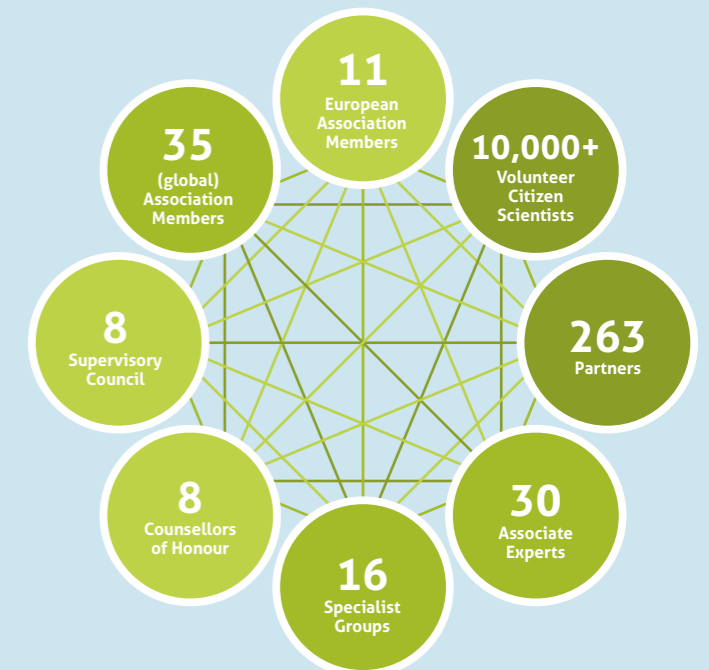 11
European
Association
Members
10,000+
Volunteer
Citizen
Scientists
263
Partners
30
Associate
Experts
16
Specialist
Groups
8
Counsellors
of Honour
8
Supervisory
Council
35
(global)
Association
Members